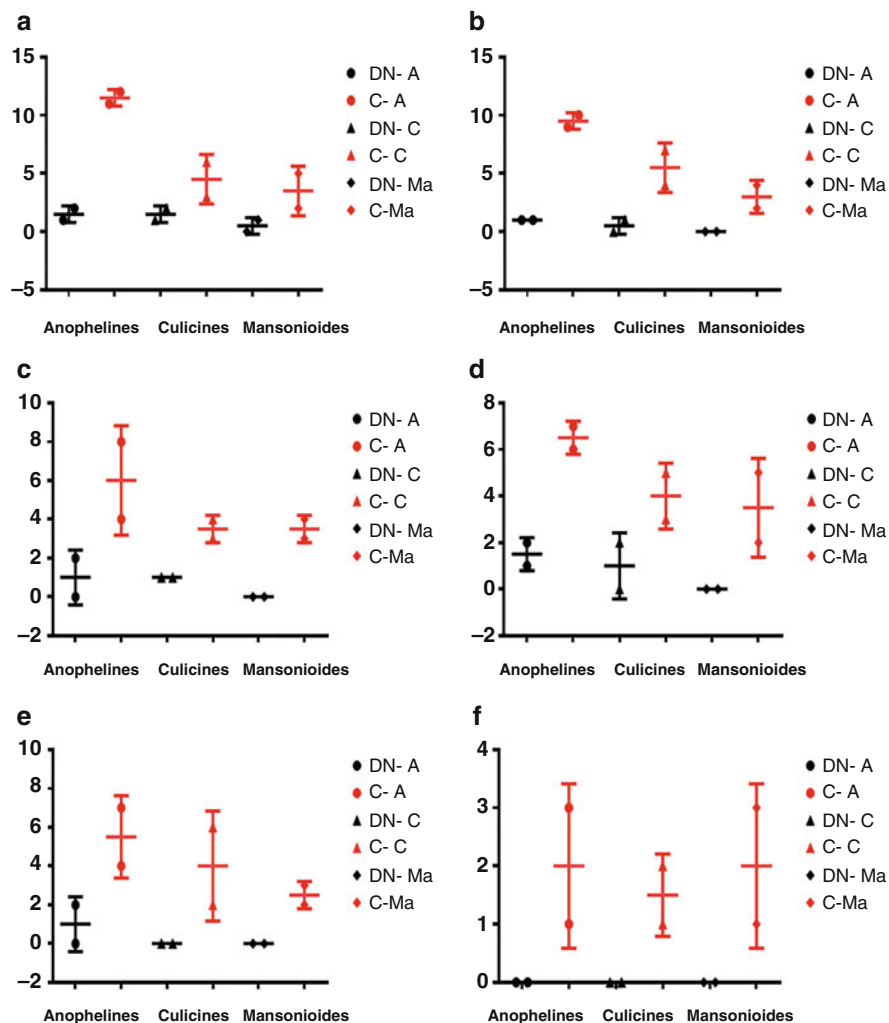 a
15
10
5
0
–5
Anophelines Culicines Mansonioides
DN- A
C- A
DN- C
C- C
DN- Ma
C-Ma
b
15
10
5
0
–5
Anophelines Culicines Mansonioides
DN- A
C- A
DN- C
C- C
DN- Ma
C-Ma
c
10
8
6
4
2
0
–2
Anophelines Culicines Mansonioides
DN- A
C- A
DN- C
C- C
DN- Ma
C-Ma
d
8
6
4
2
0
–2
Anophelines Culicines Mansonioides
DN- A
C- A
DN- C
C- C
DN- Ma
C-Ma
e
10
8
6
4
2
0
–2
Anophelines Culicines Mansonioides
DN- A
C- A
DN- C
C- C
DN- Ma
C-Ma
f
4
3
2
1
0
Anophelines Culicines Mansonioides
DN- A
C- A
DN- C
C- C
DN- Ma
C-Ma